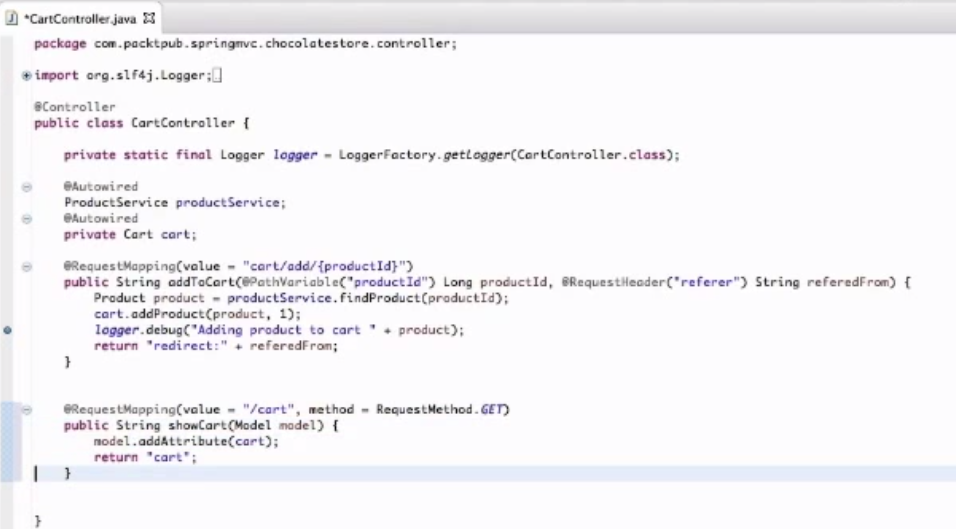 *CartController.java
package com.packtpub.springmvc.chocolatestore.controller;
import org.slf4j.Logger;
@Controller
public class CartController {
private static final Logger logger = LoggerFactory.getLogger(CartController.class);
@Autowired
ProductService productService;
@Autowired
private Cart cart;
@RequestMapping(value = "cart/add/{productId}")
public String addToCart(@PathVariable("productId") Long productId, @RequestHeader("referer") String referedFrom) {
Product product = productService.findProduct(productId);
cart.addProduct(product, 1);
logger.debug("Adding product to cart " + product);
return "redirect:" + referedFrom;
}
@RequestMapping(value = "/cart", method = RequestMethod.GET)
public String showCart(Model model) {
model.addAttribute(cart);
return "cart";
}
}